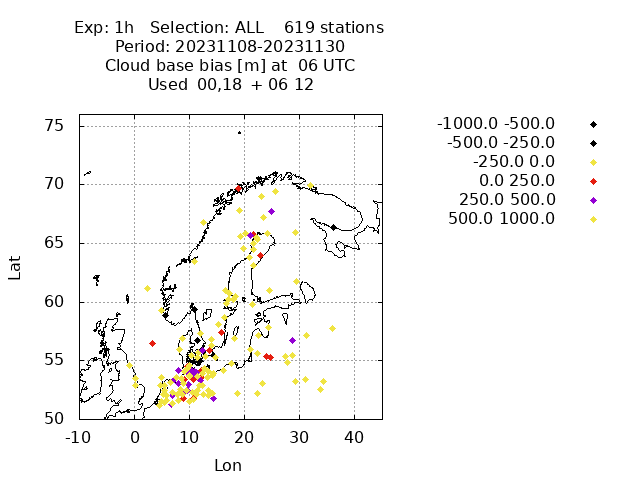 Exp: 1h   Selection: ALL    619 stations
Period: 20231108-20231130
Cloud base bias [m] at  06 UTC
Used  00,18  + 06 12
-1000.0 -500.0
-500.0 -250.0
-250.0 0.0
0.0 250.0
250.0 500.0
500.0 1000.0
75
70
65
60
55
50
Lat
-10 0 10 20 30 40
Lon